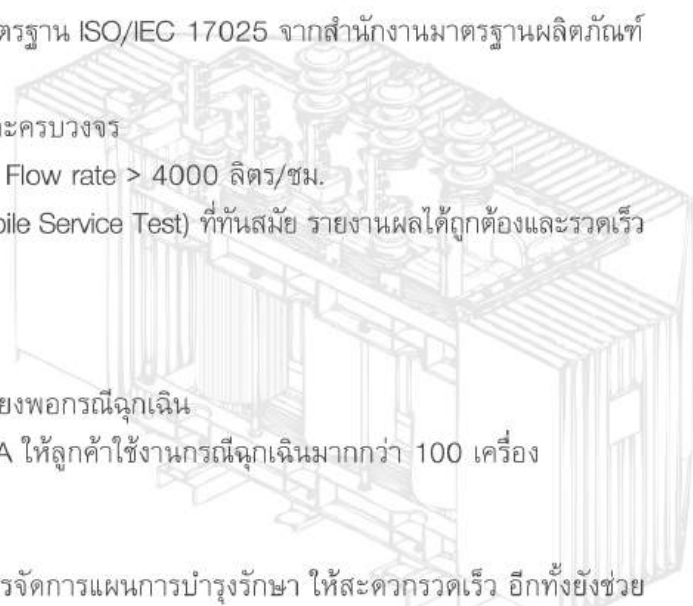 ตรฐาน ISO/IEC 17025 จากสำนักงานมาตรฐานผลิตภัณฑ์
ะครบวงจร
Flow rate > 4000 ลิตร/ชม.
bile Service Test) ที่ทันสมัย รายงานผลได้ถูกต้องและรวดเร็ว
ยงพอกรณีฉุกเฉิน
A ให้ลูกค้าใช้งานกรณีฉุกเฉินมากกว่า 100 เครื่อง
รจัดการแผนการบำรุงรักษา ให้สะดวกรวดเร็ว อีกทั้งยังช่วย